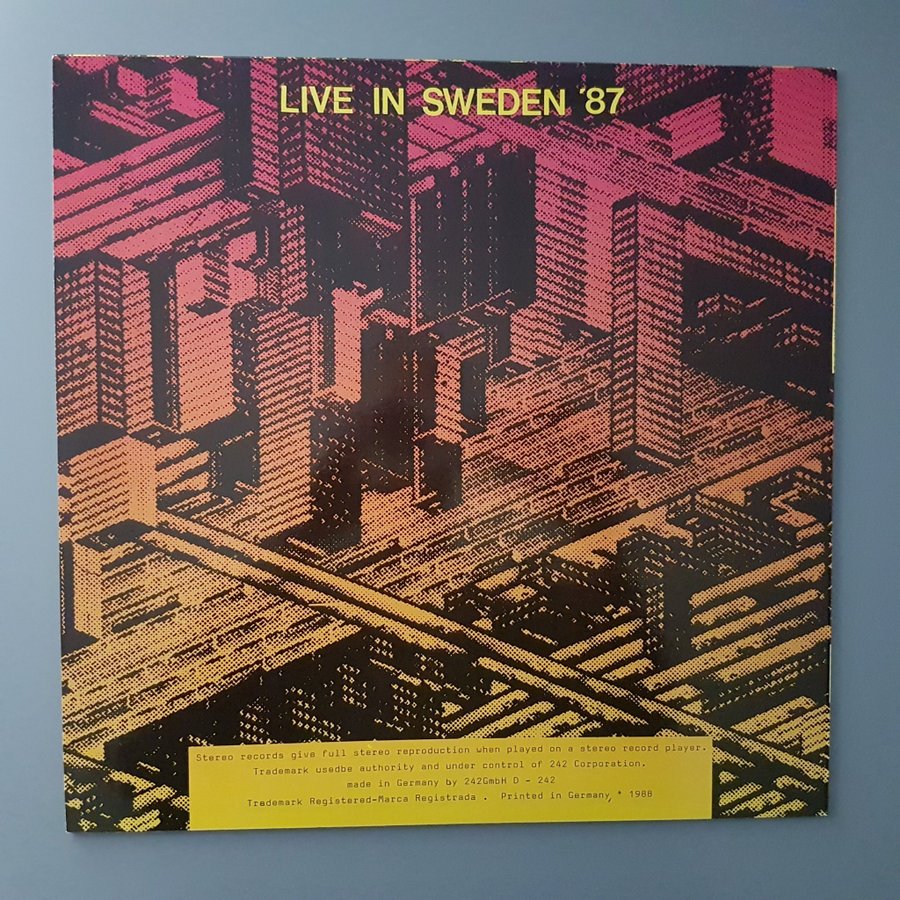 LIVE IN SWEDEN '87
Stereo records give full stereo reproduction when played on a stereo record player.
Trademark usedbe authority and under control of 242 Corporation.
made in Germany by 242GmbH D - 242
Trademark Registered-Marca Registrada . Printed in Germany, * 1988